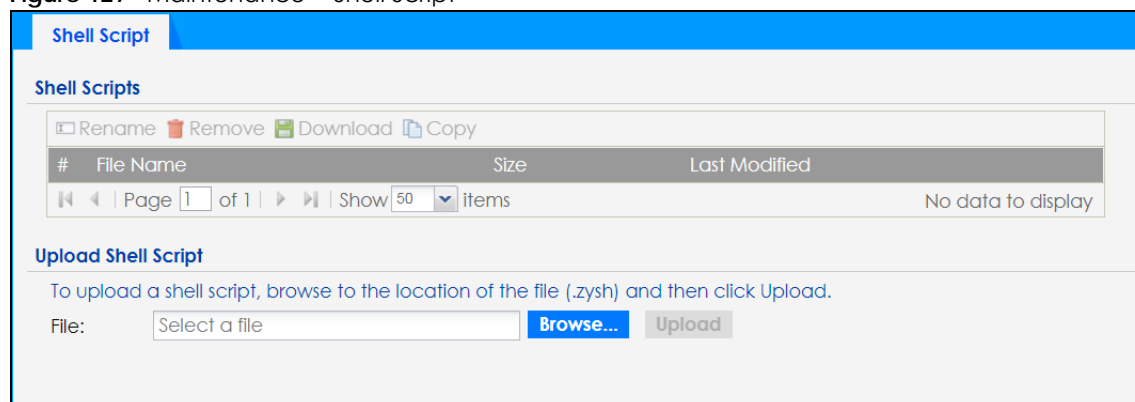 Shell Script
Shell Scripts
Rename Remove Download Copy
# File Name Size Last Modified
Page 1 of 1 Show 50 items No data to display
Upload Shell Script
To upload a shell script, browse to the location of the file (.zysh) and then click Upload.
File: Select a file Browse... Upload